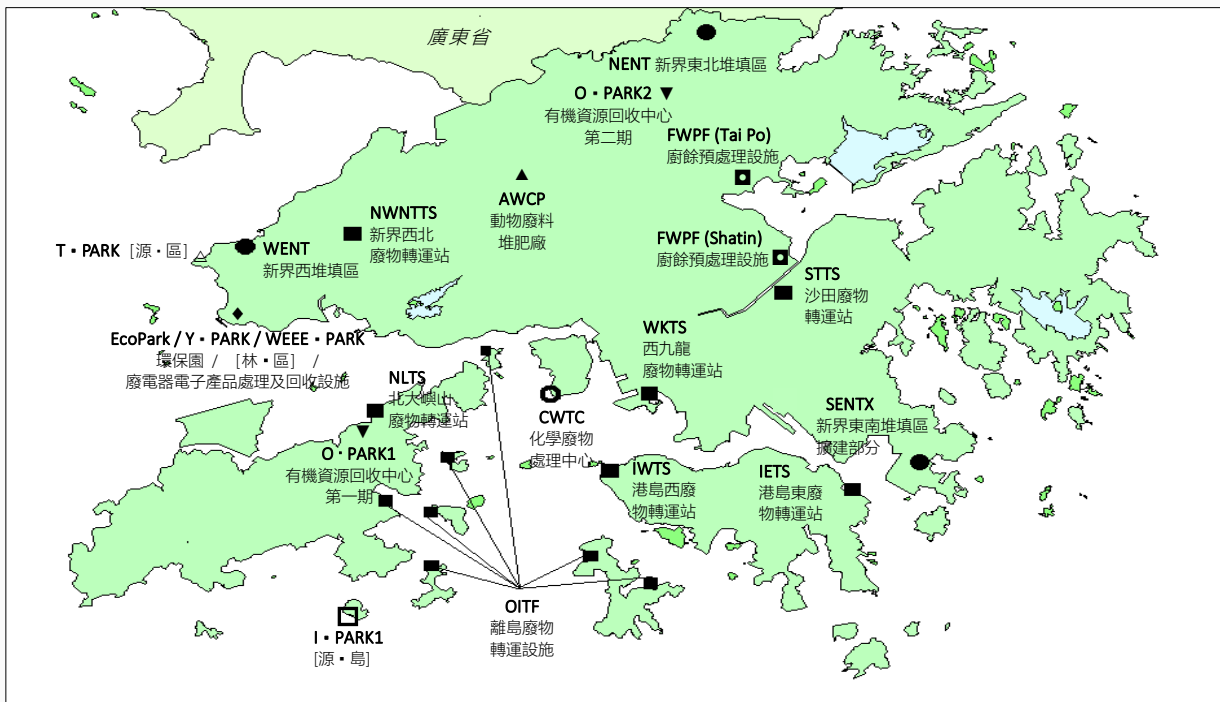 廣東省
NENT 新界東北堆填區
O・PARK2
有機資源回收中心
第二期
FWPF (Tai Po)
廚餘預處理設施
AWCP
動物廢料
堆肥廠
NWNTTS
新界西北
廢物轉運站
T・PARK [源・區]
WENT
新界西堆填區
FWPF (Shatin)
廚餘預處理設施
STTS
沙田廢物
轉運站
EcoPark / Y・PARK / WEEE・PARK
環保園 / [林・區] /
廢電器電子產品處理及回收設施
WKTS
西九龍
廢物轉運站
NLTS
北大嶼山
廢物轉運站
CWTC
化學廢物
處理中心
SENTX
新界東南堆填區
擴建部分
O・PARK1
有機資源回收中心
第一期
IWTS
港島西廢
物轉運站
IETS
港島東廢
物轉運站
OITF
離島廢物
轉運設施
I・PARK1
[源・島]